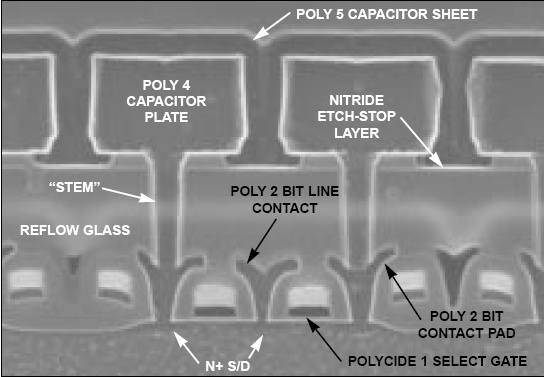 POLY 5 CAPACITOR SHEET
POLY 4
CAPACITOR
PLATE
NITRIDE
ETCH-STOP
LAYER
“STEM”
POLY 2 BIT LINE
CONTACT
REFLOW GLASS
POLY 2 BIT
CONTACT PAD
N+ S/D
POLYCIDE 1 SELECT GATE